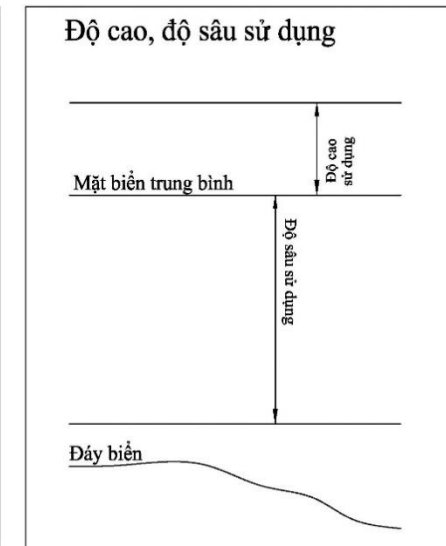 Độ cao, độ sâu sử dụng
Độ cao
sử dụng
Mặt biển trung bình
Độ sâu sử dụng
Đáy biển